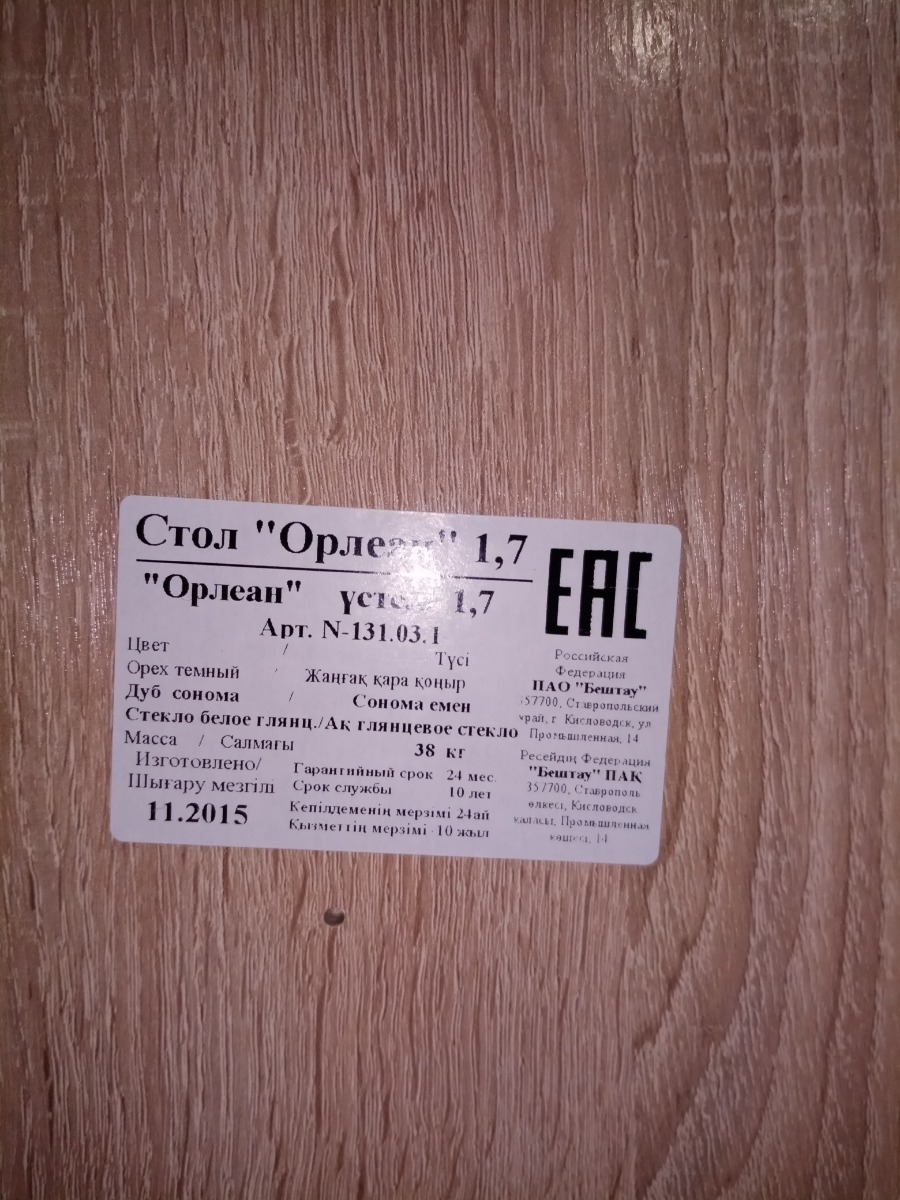 Стол "Орлеан" 1,7
"Орлеан" үстел 1,7
Арт. N-131.03.1
Цвет / Түсі
Орех темный / Жаңғақ қара қоңыр
Дуб сонома / Сонома емен
Стекло белое глянц./Ақ глянцевое стекло
Масса / Салмағы 38 кг
Изготовлено/
Шығару мезгілі
11.2015
Гарантийный срок 24 мес.
Срок службы 10 лет
Кепілдеменің мерзімі 24ай
Қызметтің мерзімі -10 жыл
ЕАС
Российская
Федерация
ПАО "Бештау"
357700, Ставропольский
край, г. Кисловодск, ул
Промышленная, 14
Ресейдің Федерация
"Бештау" ПАҚ
357700, Ставрополь
өлкесі, Кисловодск
қаласы, Промышленная
көшесі, 14